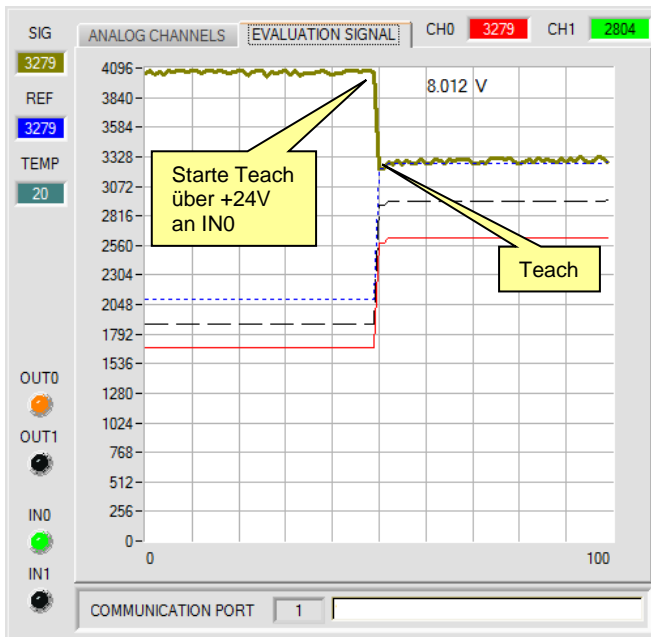 SIG
3279
REF
3279
TEMP
20
OUT0
OUT1
IN0
IN1
ANALOG CHANNELS
EVALUATION SIGNAL
CH0
3279
CH1
2804
8.012 V
4096
3840
3584
3328
3072
2816
2560
2304
2048
1792
1536
1280
1024
768
512
256
0
0
100
Starte Teach
über +24V
an IN0
Teach
COMMUNICATION PORT
1